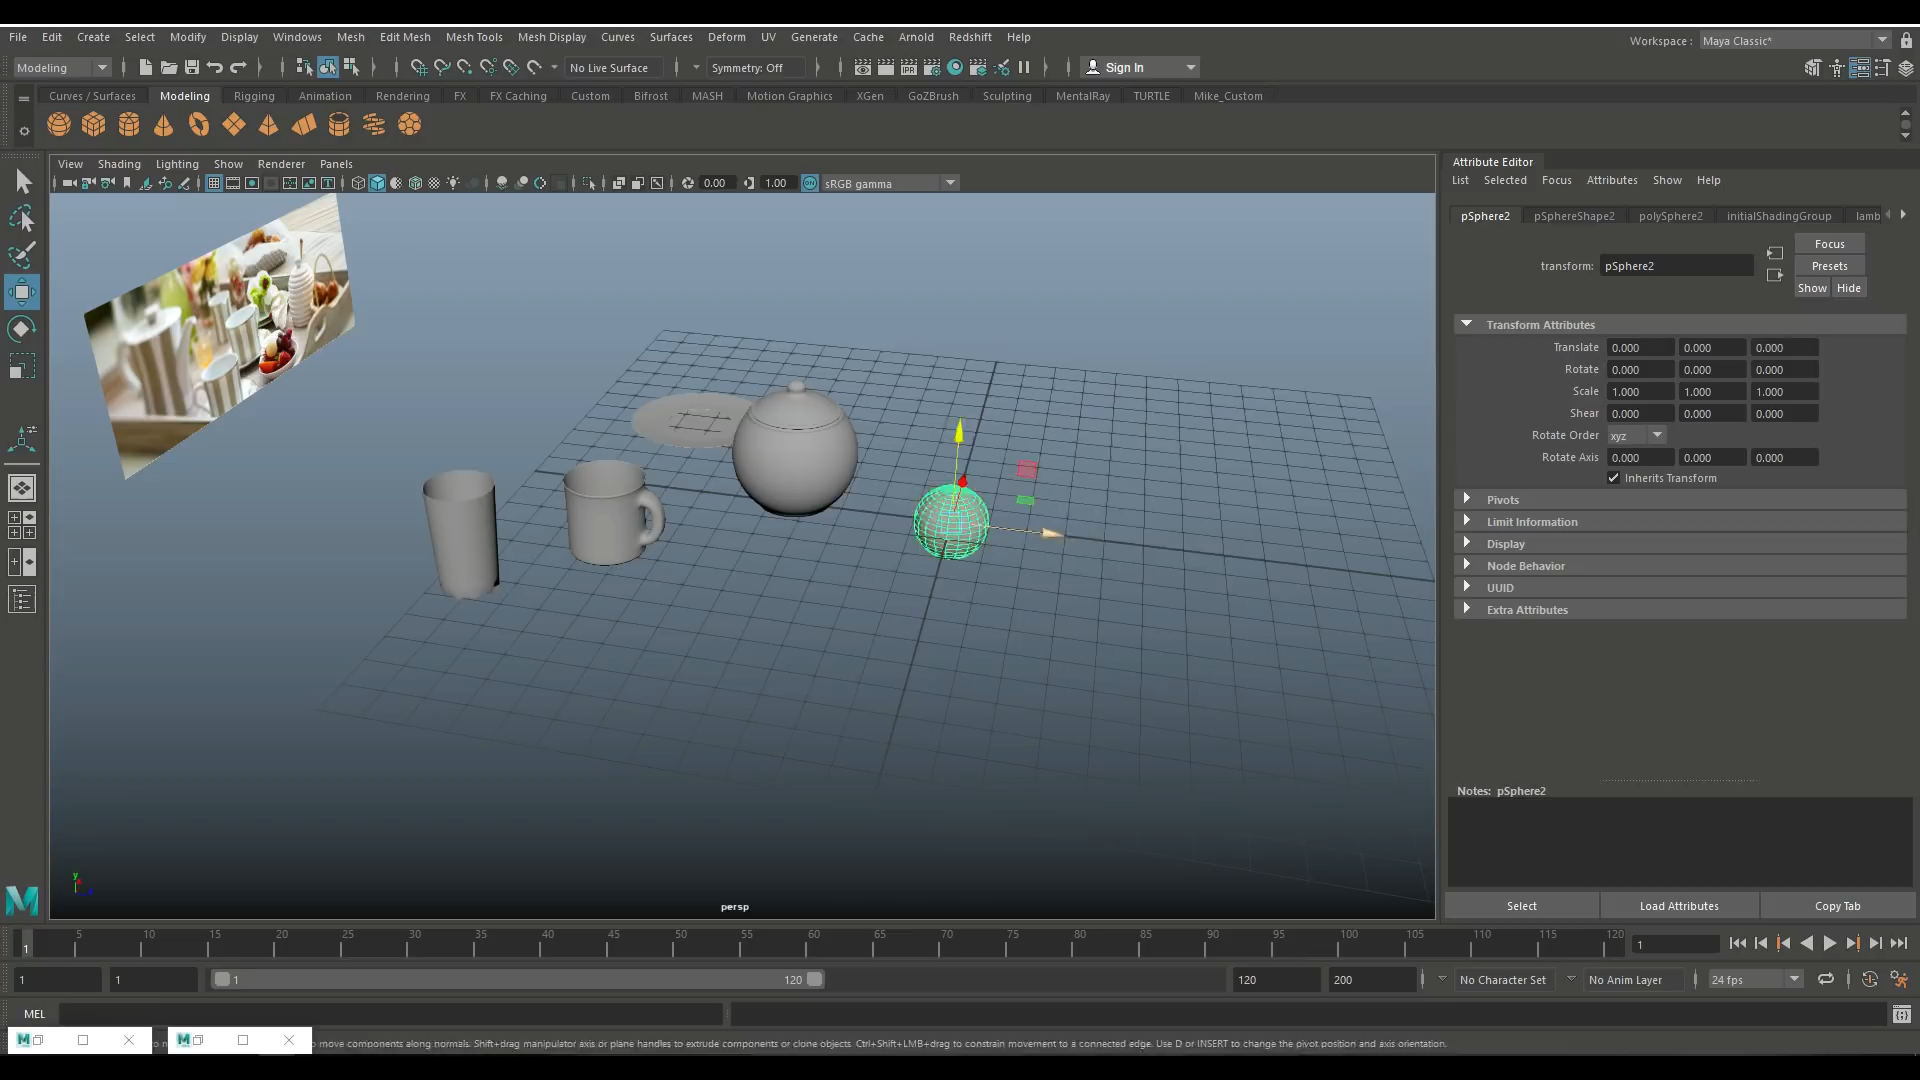 File Edit Create Select Modify Display Windows Mesh Edit Mesh Mesh Tools Mesh Display Curves Surfaces Deform UV Generate Cache Arnold Redshift Help
Workspace : Maya Classic*
Modeling No Live Surface Symmetry: Off IPR Sign In
Curves / Surfaces Modeling Rigging Animation Rendering FX FX Caching Custom Bifrost MASH Motion Graphics XGen GoZBrush Sculpting MentalRay TURTLE Mike_Custom
View Shading Lighting Show Renderer Panels
0.00 1.00 ON sRGB gamma
Attribute Editor
List Selected Focus Attributes Show Help
pSphere2 pSphereShape2 polySphere2 initialShadingGroup lamb
transform: pSphere2
Focus
Presets
Show Hide
Transform Attributes
Translate 0.000 0.000 0.000
Rotate 0.000 0.000 0.000
Scale 1.000 1.000 1.000
Shear 0.000 0.000 0.000
Rotate Order xyz
Rotate Axis 0.000 0.000 0.000
Inherits Transform
Pivots
Limit Information
Display
Node Behavior
UUID
Extra Attributes
Notes: pSphere2
Select Load Attributes Copy Tab
y
persp
1 5 10 15 20 25 30 35 40 45 50 55 60 65 70 75 80 85 90 95 100 105 110 115 120 1
1 1 1 120 120 200 No Character Set No Anim Layer 24 fps
MEL
M M move components along normals. Shift+drag manipulator axis or plane handles to extrude components or clone objects. Ctrl+Shift+LMB+drag to constrain movement to a connected edge. Use D or INSERT to change the pivot position and axis orientation.